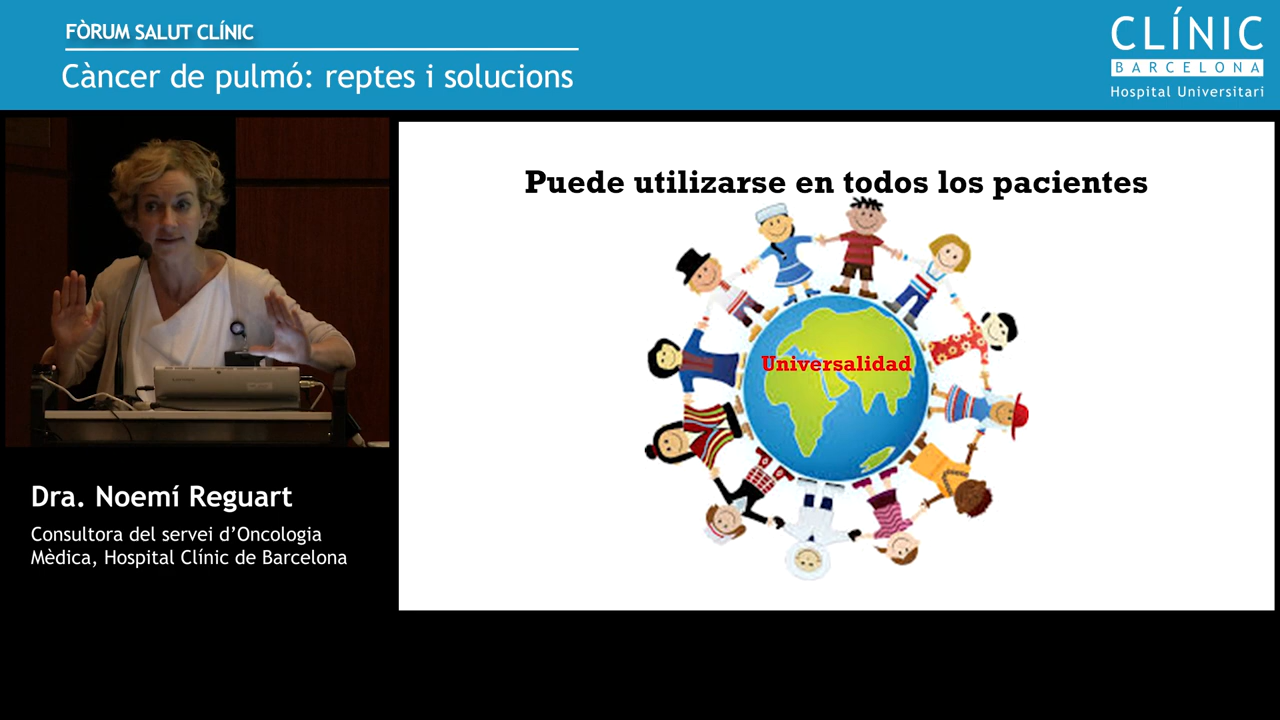 FÒRUM SALUT CLÍNIC
Càncer de pulmó: reptes i solucions
CLÍNIC
BARCELONA
Hospital Universitari
Puede utilizarse en todos los pacientes
Universalidad
Dra. Noemí Reguart
Consultora del servei d’Oncologia
Mèdica, Hospital Clínic de Barcelona